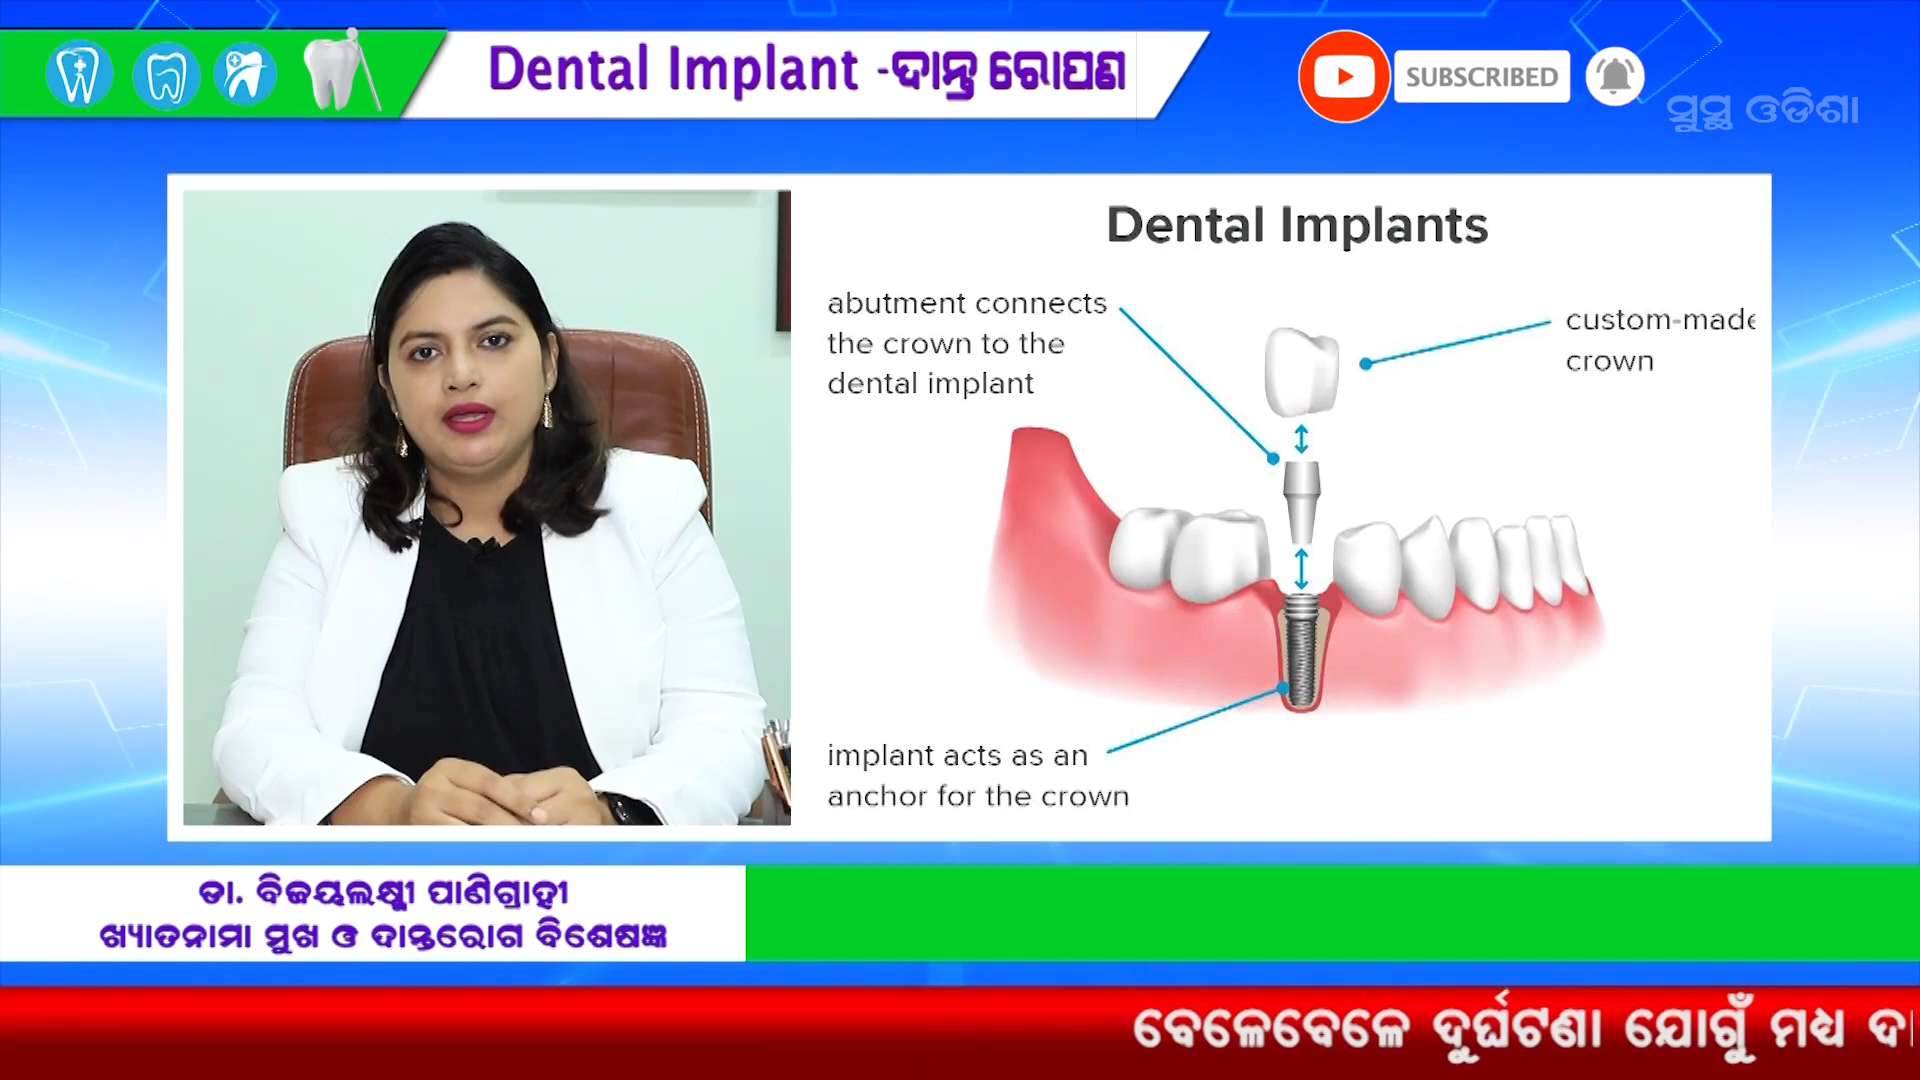 Dental Implant -ଦାନ୍ତ ରୋପଣ
SUBSCRIBED
ସୁସ୍ଥ ଓଡିଶା
Dental Implants
abutment connects
the crown to the
dental implant
custom-made
crown
implant acts as an
anchor for the crown
ଡା. ବିଜୟଲକ୍ଷ୍ମୀ ପାଣିଗ୍ରାହୀ
ଖ୍ୟାତନାମା ମୁଖ ଓ ଦାନ୍ତରୋଗ ବିଶେଷଜ୍ଞ
ବେଳେବେଳେ ଦୁର୍ଘଟଣା ଯୋଗୁଁ ମଧ୍ୟ